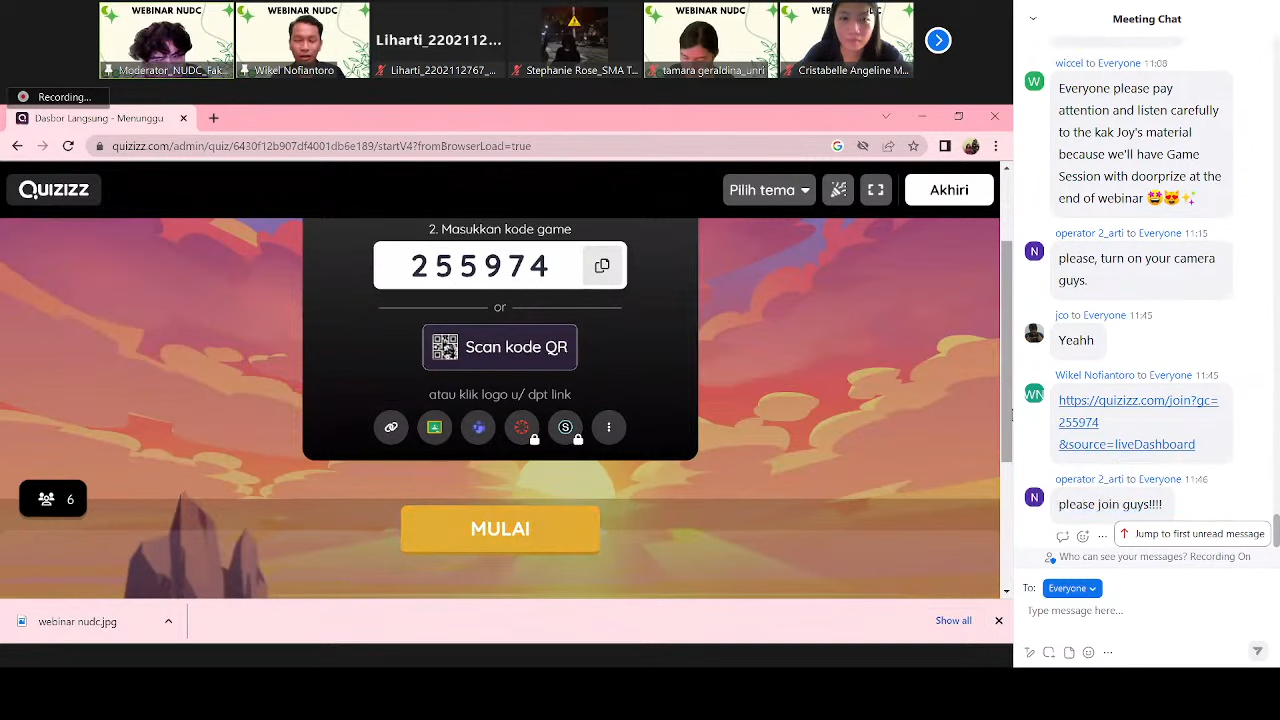 WEBINAR NUDC
WEBINAR NUDC
WEBINAR NUDC
WEBINAR NUDC
Liharti_2202112...
Moderator_NUDC_Fak...
Wikel Nofiantoro
Liharti_2202112767_...
Stephanie Rose_SMA T...
tamara geraldina_unri
Cristabelle Angeline M...
Recording...
Dasbor Langsung - Menunggu
quizizz.com/admin/quiz/6430f12b907df4001db6e189/startV4?fromBrowserLoad=true
Quizizz
Pilih tema
Akhiri
2. Masukkan kode game
255974
or
Scan kode QR
atau klik logo u/ dpt link
6
MULAI
webinar nudc.jpg
Show all
Meeting Chat
wiccel to Everyone 11:08
W
Everyone please pay
attention and listen carefully
to the kak Joy's material
because we'll have Game
Session with doorprize at the
end of webinar 🤩😻✨
operator 2_arti to Everyone 11:15
N
please, turn on your camera
guys.
jco to Everyone 11:45
Yeahh
Wikel Nofiantoro to Everyone 11:45
WN
https://quizizz.com/join?gc=
255974
&source=liveDashboard
operator 2_arti to Everyone 11:46
N
please join guys!!!!
Jump to first unread message
Who can see your messages? Recording On
To: Everyone
Type message here...